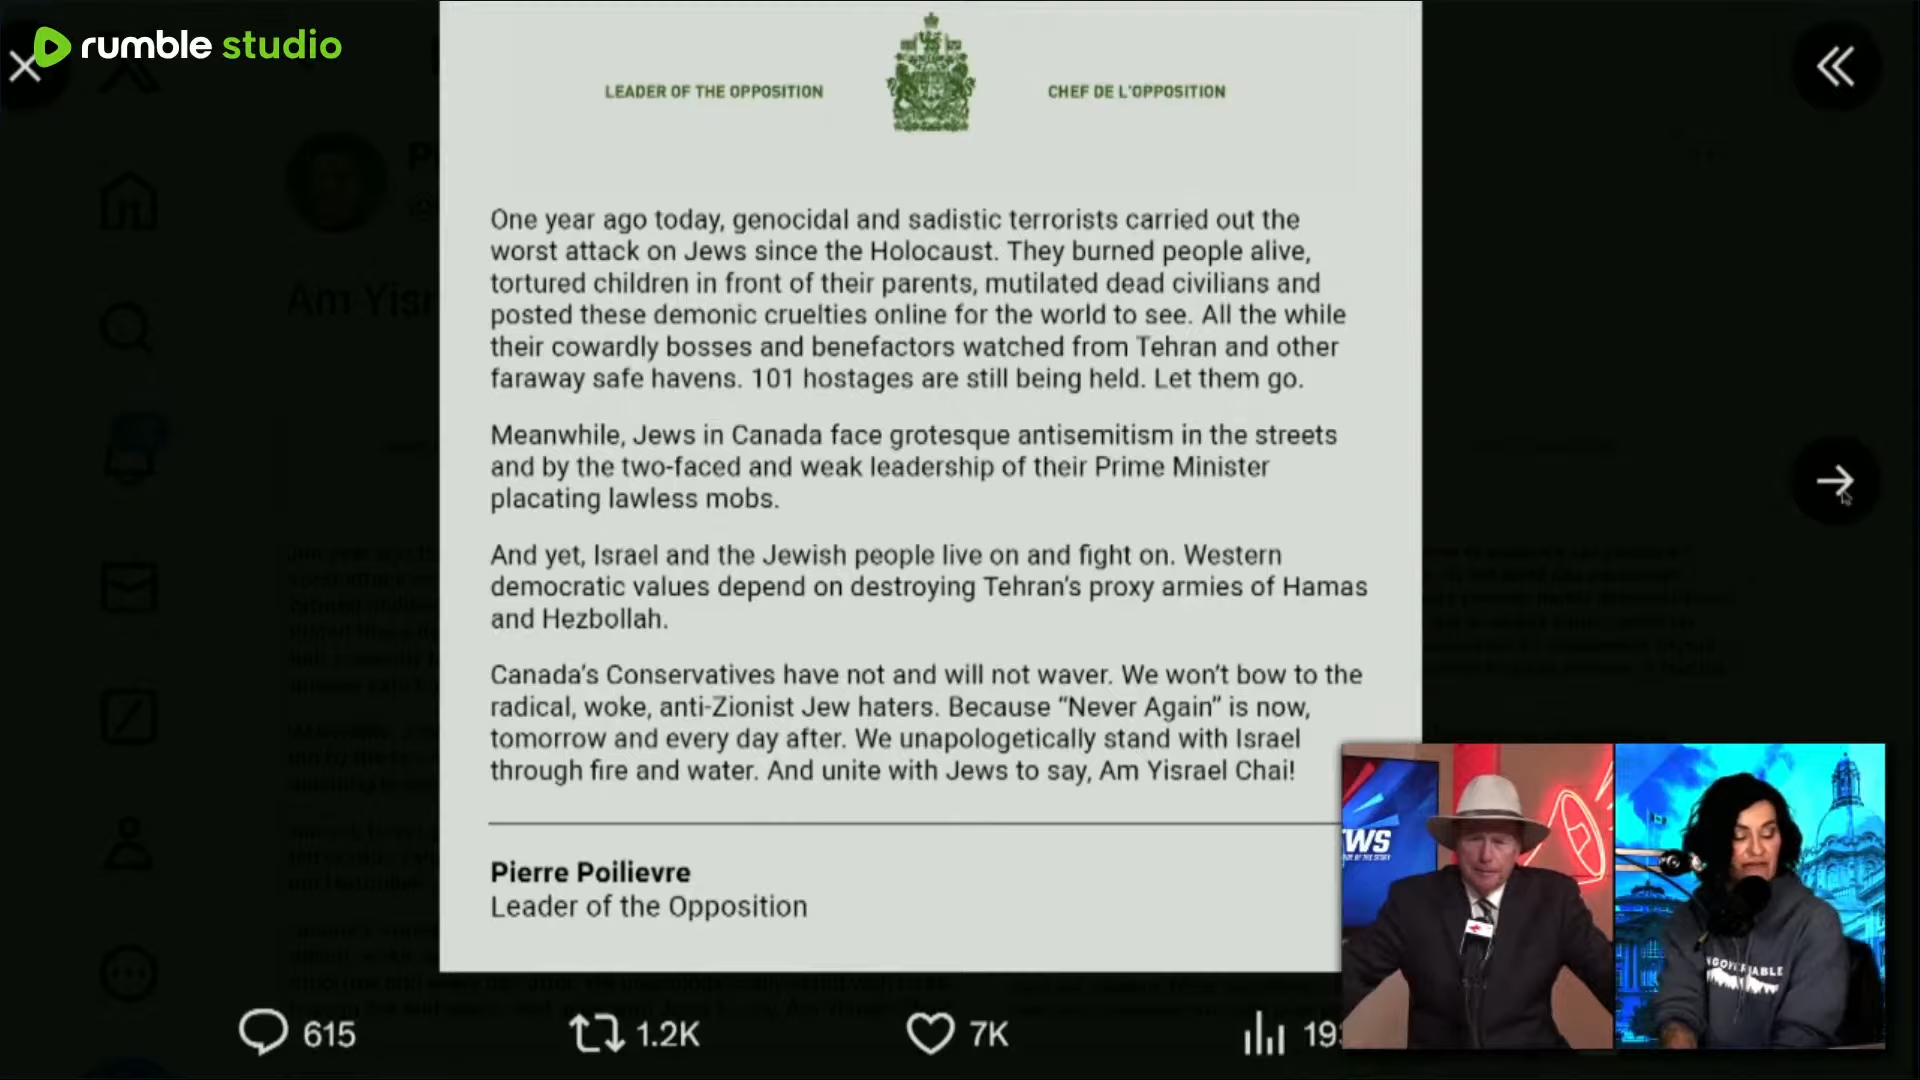 rumble studio
LEADER OF THE OPPOSITION
CHEF DE L'OPPOSITION
One year ago today, genocidal and sadistic terrorists carried out the
worst attack on Jews since the Holocaust. They burned people alive,
tortured children in front of their parents, mutilated dead civilians and
posted these demonic cruelties online for the world to see. All the while
their cowardly bosses and benefactors watched from Tehran and other
faraway safe havens. 101 hostages are still being held. Let them go.
Meanwhile, Jews in Canada face grotesque antisemitism in the streets
and by the two-faced and weak leadership of their Prime Minister
placating lawless mobs.
And yet, Israel and the Jewish people live on and fight on. Western
democratic values depend on destroying Tehran's proxy armies of Hamas
and Hezbollah.
Canada's Conservatives have not and will not waver. We won't bow to the
radical, woke, anti-Zionist Jew haters. Because “Never Again” is now,
tomorrow and every day after. We unapologetically stand with Israel
through fire and water. And unite with Jews to say, Am Yisrael Chai!
Pierre Poilievre
Leader of the Opposition
Am Yisr
615
1.2K
7K
19